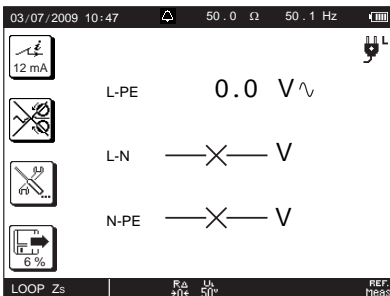 03/07/2009 10:47 50.0 Ω 50.1 Hz
L
12 mA
L-PE 0.0 V
L-N V
...
N-PE V
6 %
LOOP Zs RΔ UL REF:
→0← 50V Meas